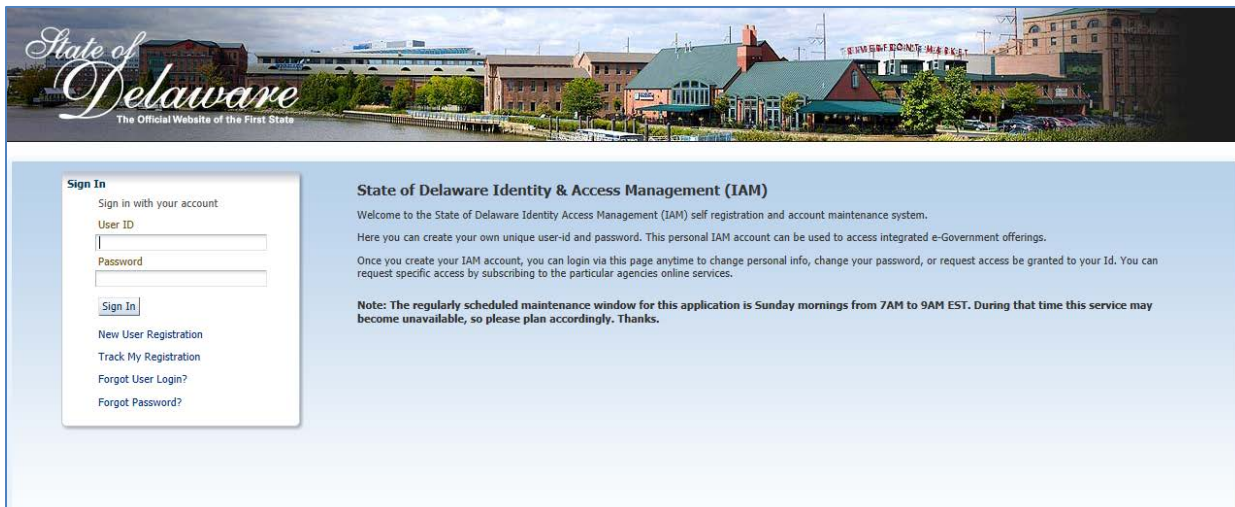 State of
Delaware
The Official Website of the First State
RIVERFRONT MARKET
Sign In
Sign in with your account
User ID
Password
Sign In
New User Registration
Track My Registration
Forgot User Login?
Forgot Password?
State of Delaware Identity & Access Management (IAM)
Welcome to the State of Delaware Identity Access Management (IAM) self registration and account maintenance system.
Here you can create your own unique user-id and password. This personal IAM account can be used to access integrated e-Government offerings.
Once you create your IAM account, you can login via this page anytime to change personal info, change your password, or request access be granted to your Id. You can
request specific access by subscribing to the particular agencies online services.
Note: The regularly scheduled maintenance window for this application is Sunday mornings from 7AM to 9AM EST. During that time this service may
become unavailable, so please plan accordingly. Thanks.